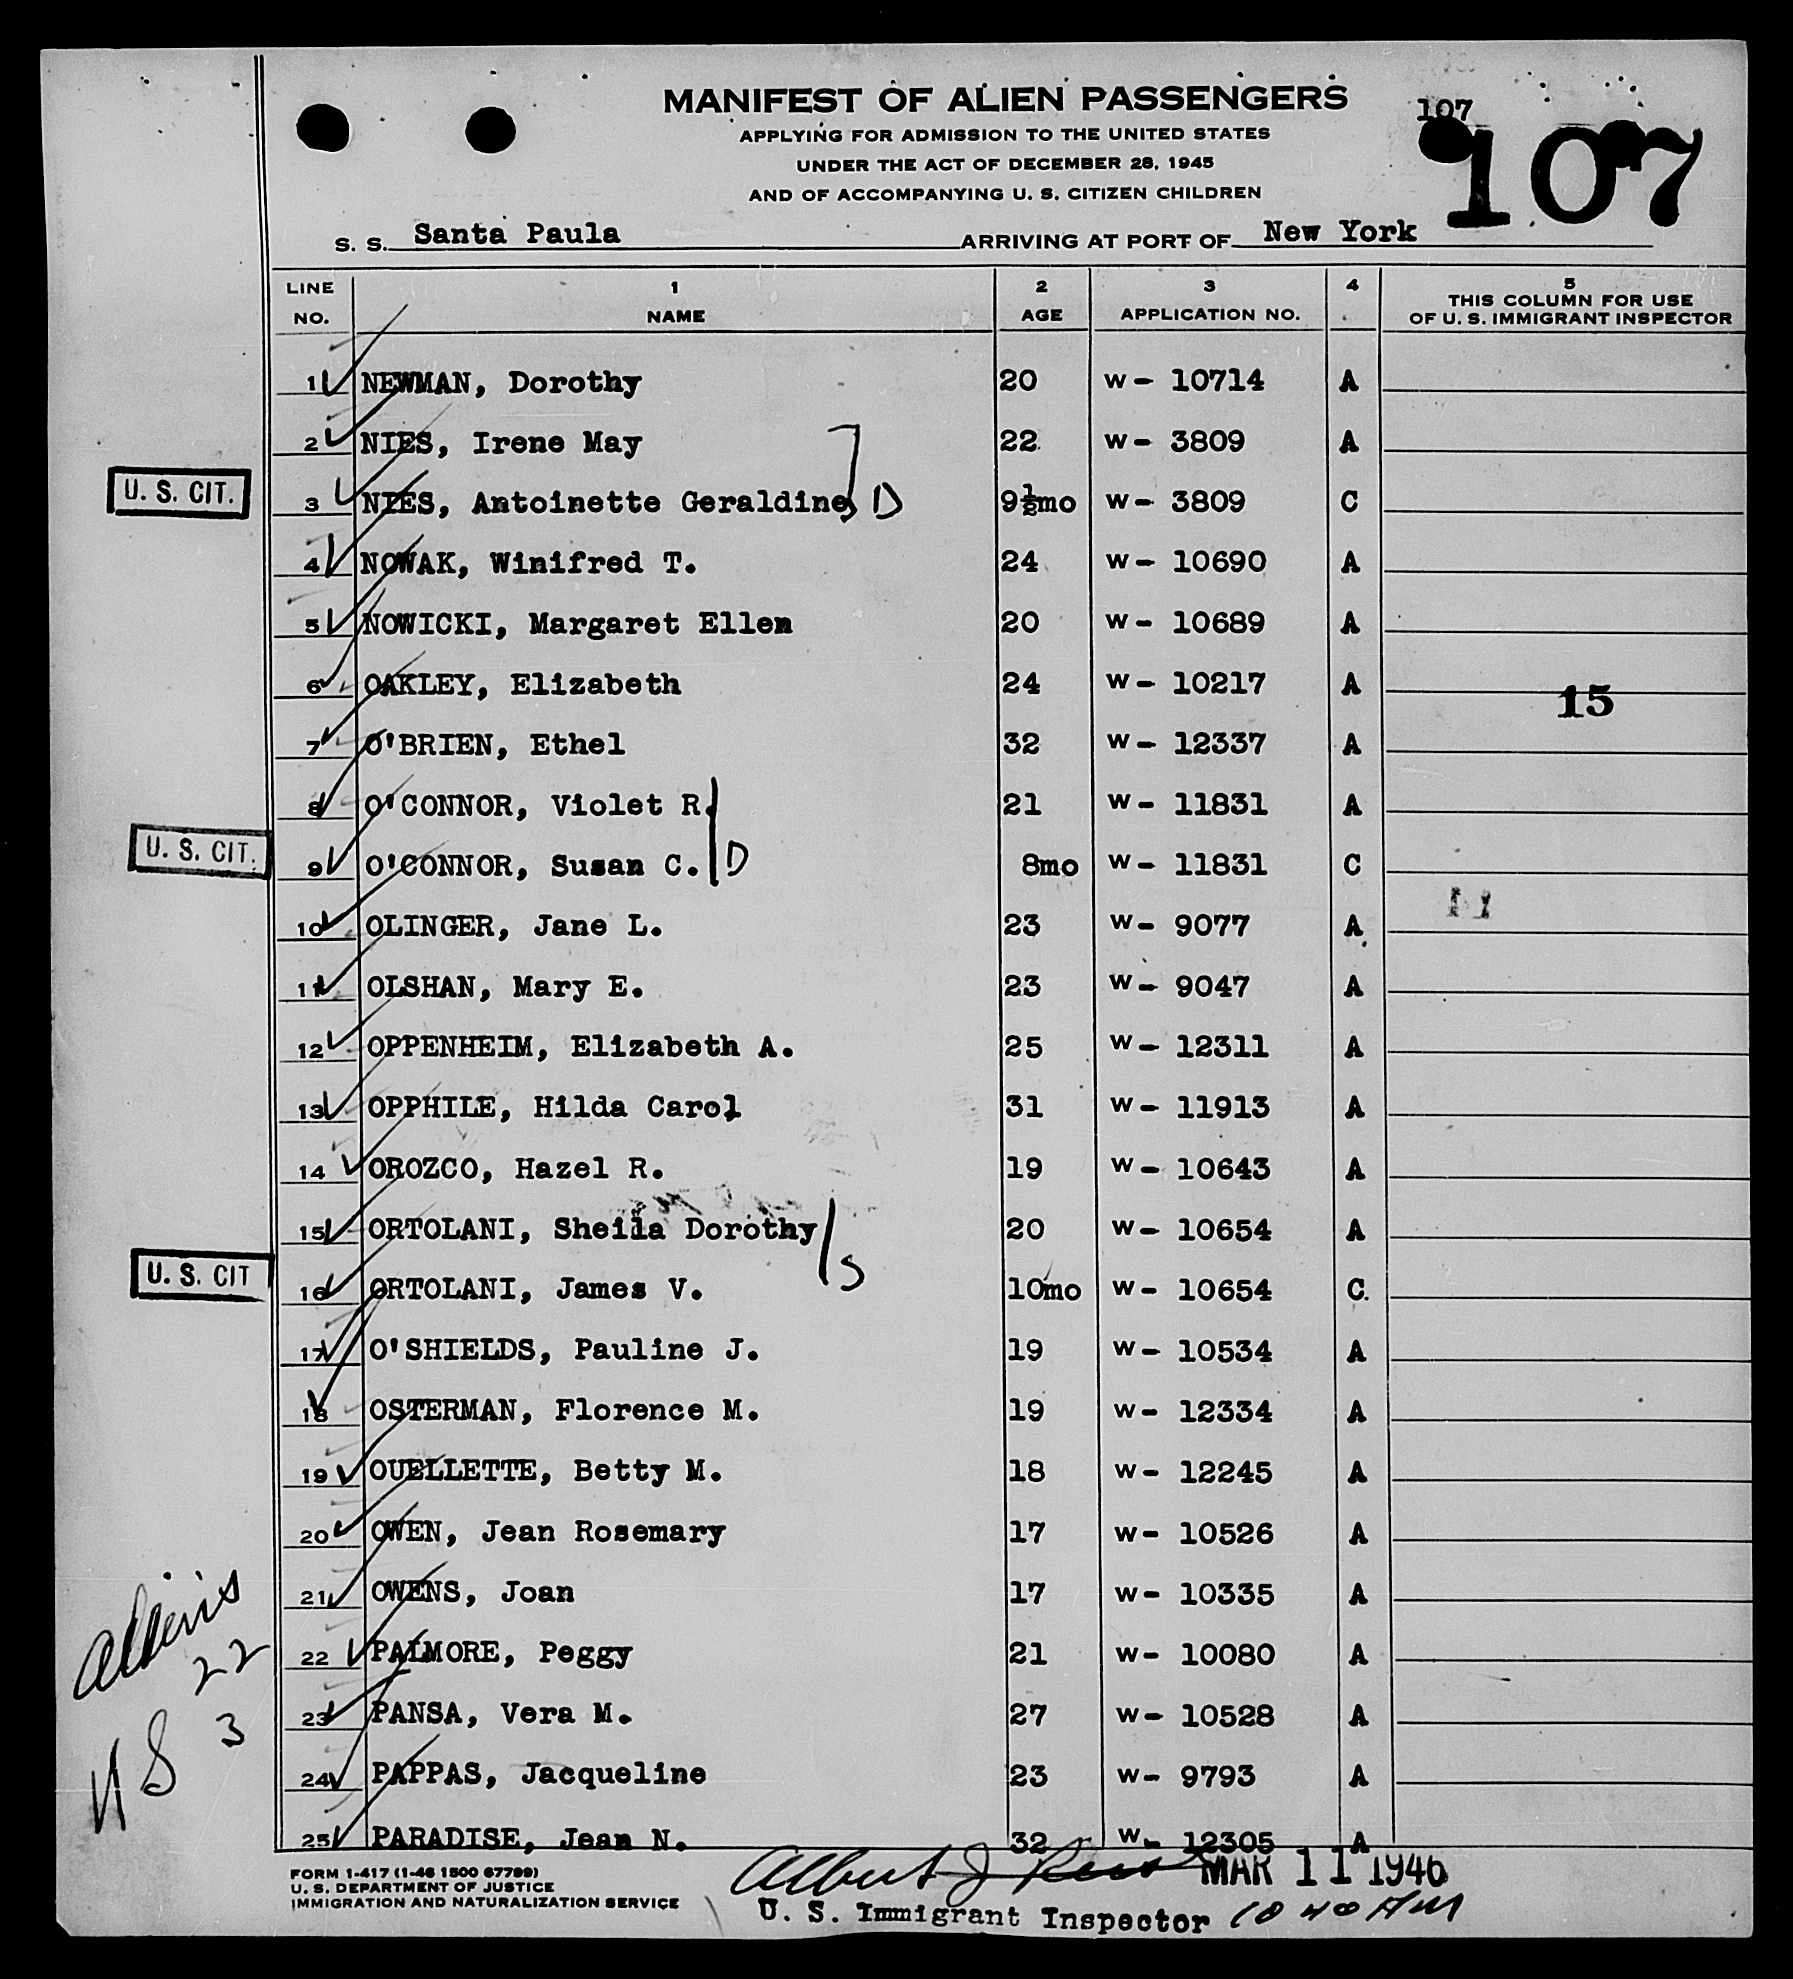 MANIFEST OF ALIEN PASSENGERS
APPLYING FOR ADMISSION TO THE UNITED STATES
UNDER THE ACT OF DECEMBER 28, 1945
AND OF ACCOMPANYING U. S. CITIZEN CHILDREN
107
107
S. S. Santa Paula ARRIVING AT PORT OF New York
LINE NO. 1 NAME 2 AGE 3 APPLICATION NO. 4 5 THIS COLUMN FOR USE OF U. S. IMMIGRANT INSPECTOR
1 NEWMAN, Dorothy 20 W- 10714 A
2 NIES, Irene May 22 W- 3809 A
U. S. CIT. 3 NIES, Antoinette Geraldine D 9½mo W- 3809 C
4 NOWAK, Winifred T. 24 W- 10690 A
5 NOWICKI, Margaret Ellen 20 W- 10689 A
6 OAKLEY, Elizabeth 24 W- 10217 A 15
7 O'BRIEN, Ethel 32 W- 12337 A
8 O'CONNOR, Violet R. 21 W- 11831 A
U. S. CIT. 9 O'CONNOR, Susan C. D 8mo W- 11831 C
10 OLINGER, Jane L. 23 W- 9077 A 11
11 OLSHAN, Mary E. 23 W- 9047 A
12 OPPENHEIM, Elizabeth A. 25 W- 12311 A
13 OPPHILE, Hilda Carol 31 W- 11913 A
14 OROZCO, Hazel R. 19 W- 10643 A
15 ORTOLANI, Sheila Dorothy 20 W- 10654 A
U. S. CIT 16 ORTOLANI, James V. S 10mo W- 10654 C.
17 O'SHIELDS, Pauline J. 19 W- 10534 A
18 OSTERMAN, Florence M. 19 W- 12334 A
19 OUELLETTE, Betty M. 18 W- 12245 A
20 OWEN, Jean Rosemary 17 W- 10526 A
21 OWENS, Joan 17 W- 10335 A
22 PALMORE, Peggy 21 W- 10080 A
23 PANSA, Vera M. 27 W- 10528 A
24 PAPPAS, Jacqueline 23 W- 9793 A
25 PARADISE, Jean N. 32 W- 12305 A
aliens 22
US 3
FORM 1-417 (1-46 1500 67799)
U. S. DEPARTMENT OF JUSTICE
IMMIGRATION AND NATURALIZATION SERVICE
Albert J MAR 11 1946
U. S. Immigrant Inspector 10 40 AM